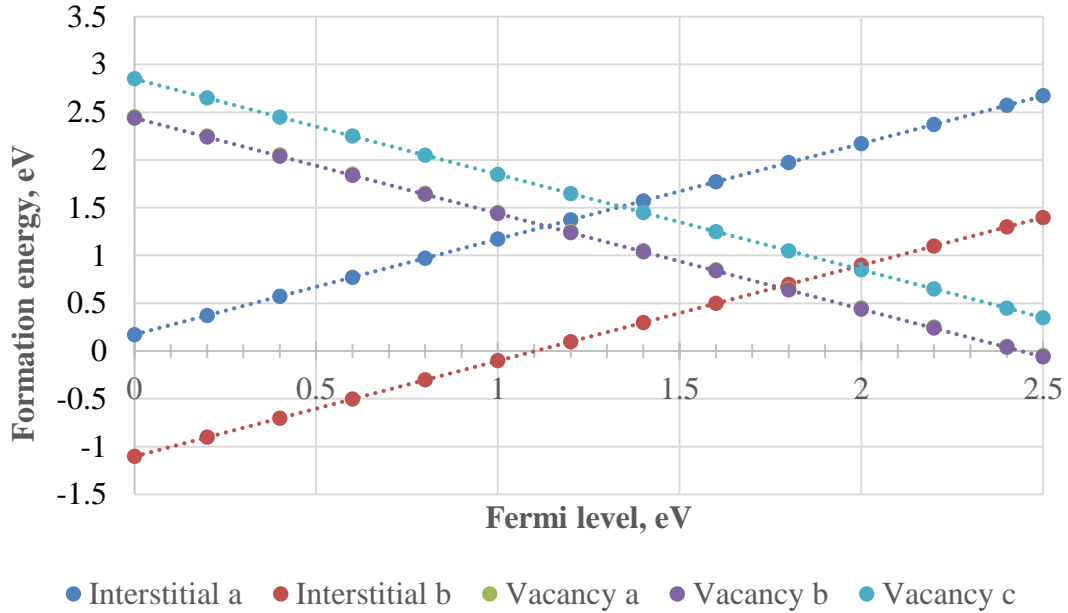 3.5
3
2.5
2
1.5
1
0.5
0
-0.5
-1
-1.5
0 0.5 1 1.5 2 2.5
Formation energy, eV
Fermi level, eV
Interstitial a Interstitial b Vacancy a Vacancy b Vacancy c